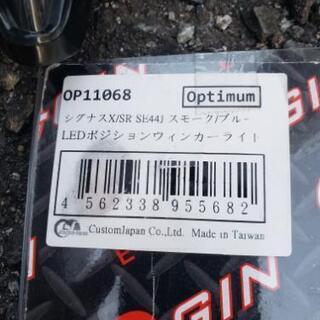 OP11068
Optimum
シグナスX/SR SE44J スモーク/ブルー
LEDポジションウィンカーライト
4 562338 955682
CustomJapan Co.,Ltd. Made in Taiwan
GIN